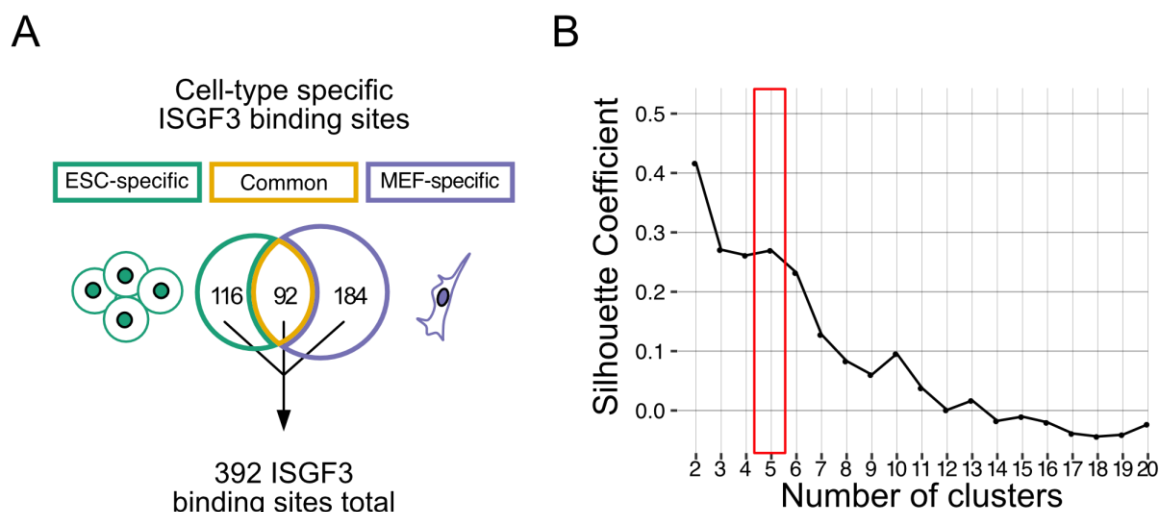 A
Cell-type specific
ISGF3 binding sites
ESC-specific
Common
MEF-specific
116
92
184
392 ISGF3
binding sites total
B
Silhouette Coefficient
0.5
0.4
0.3
0.2
0.1
0.0
2 3 4 5 6 7 8 9 10 11 12 13 14 15 16 17 18 19 20
Number of clusters